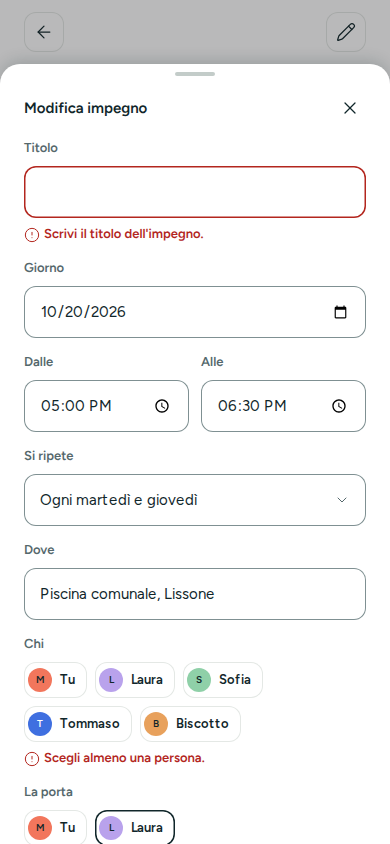 Modifica impegno
Titolo
Scrivi il titolo dell'impegno.
Giorno
10/20/2026
Dalle Alle
05:00 PM 06:30 PM
Si ripete
Ogni martedì e giovedì
Dove
Piscina comunale, Lissone
Chi
M Tu L Laura S Sofia
T Tommaso B Biscotto
Scegli almeno una persona.
La porta
M Tu L Laura